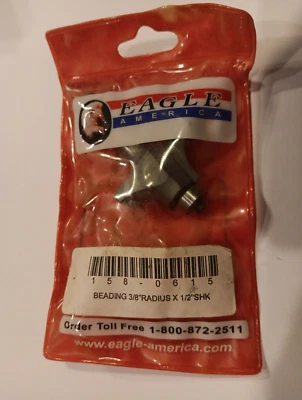 EAGLE
AMERICA
158-0615
BEADING 3/8"RADIUS X 1/2"SHK
Order Toll Free 1-800-872-2511
www.eagle-america.com